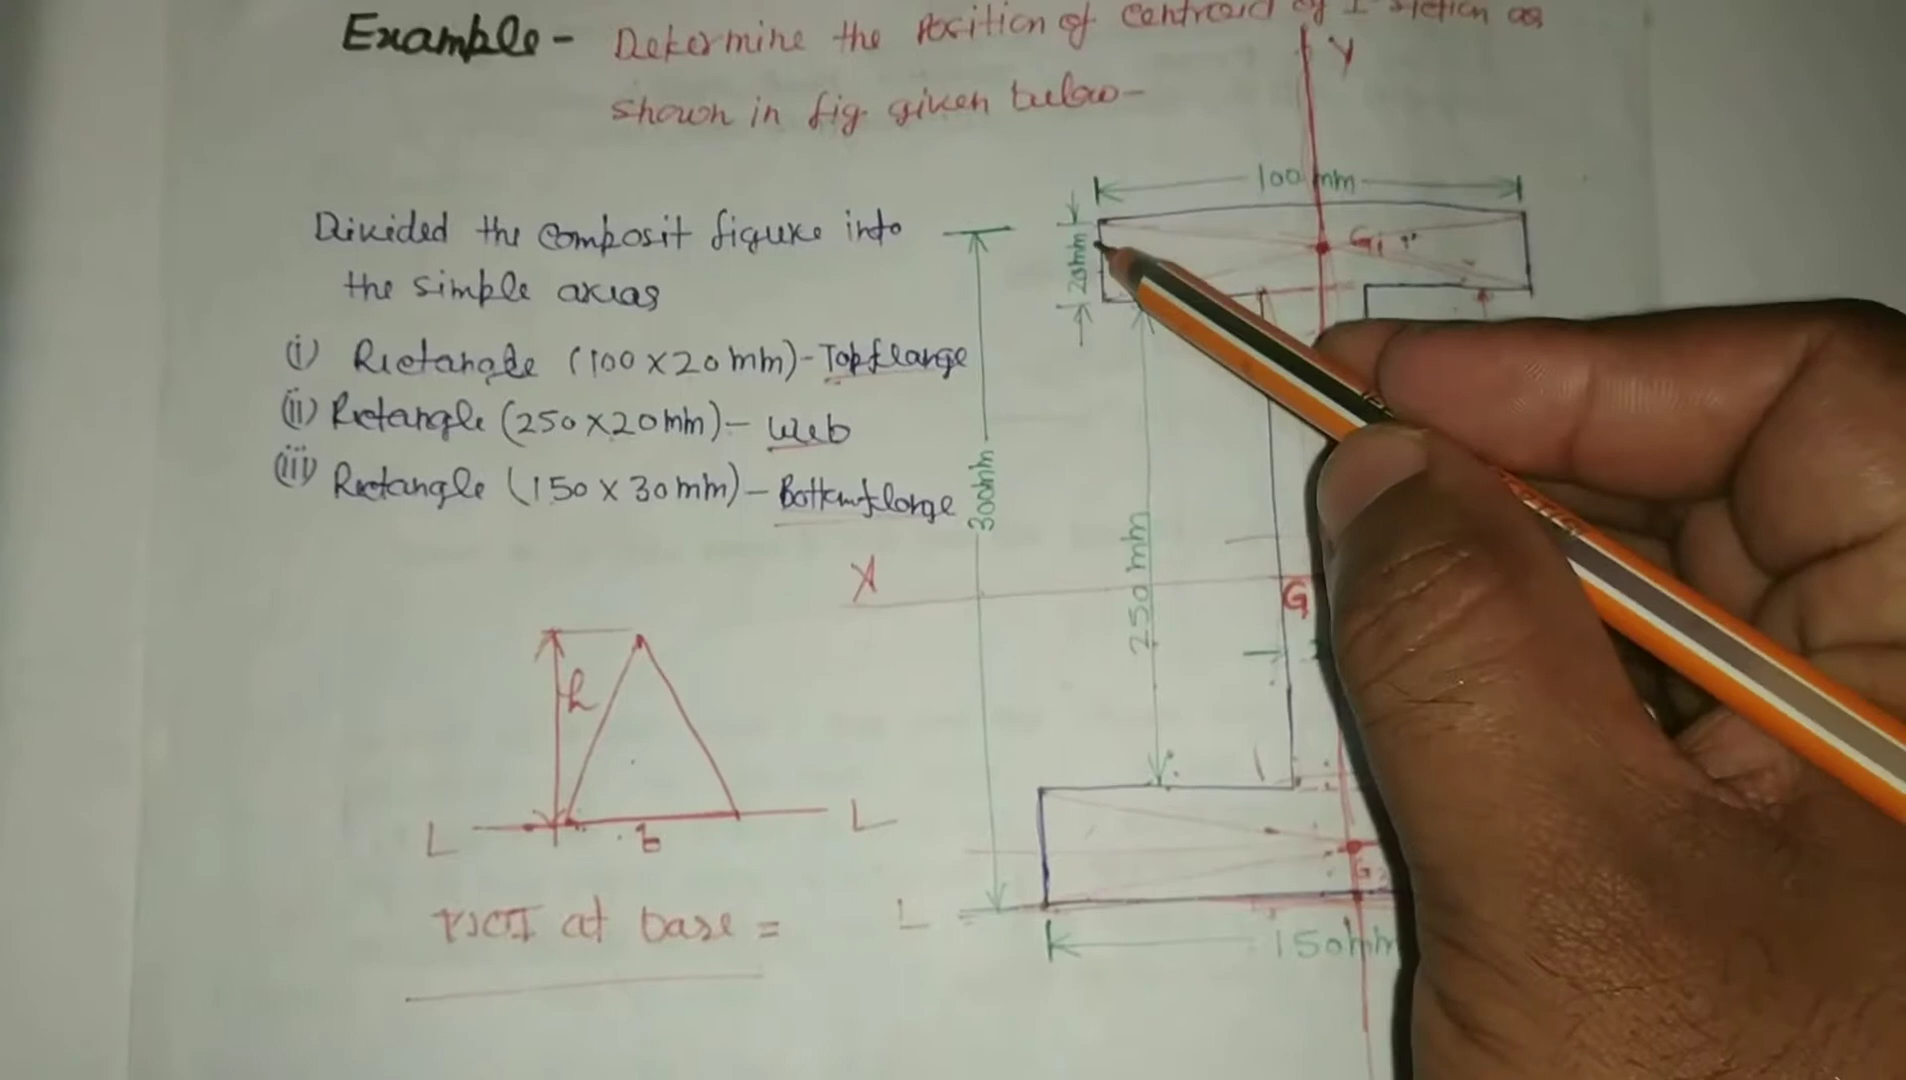 Example - Determine the Position of Centroid of I section as
shown in fig. given below -
Y
100 mm
20mm
G1
Divided the composit figure into
the simple axias
(i) Rectangle (100 x 20 mm) - Top flange
(ii) Rectangle (250 x 20 mm) - Web
(iii) Rectangle (150 x 30 mm) - Bottom flange
300mm
250 mm
X
G
h
L
L
b
MOI at base =
L
G
150mm